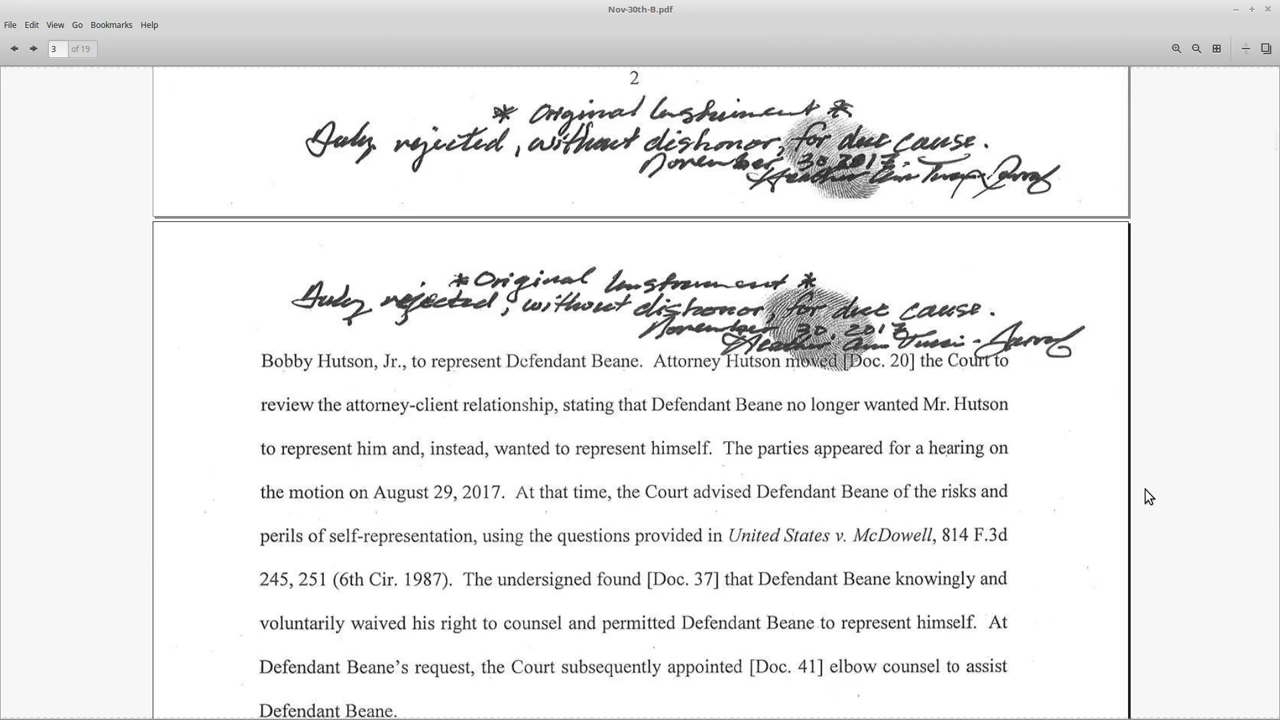 Nov-30th-B.pdf
File Edit View Go Bookmarks Help
3 of 19
2
* Original Instrument *
Duly rejected, without dishonor, for due cause.
November 30, 2017
Heather Ann Tucci-Jarraf
*Original Instrument *
Duly rejected, without dishonor, for due cause.
November 30, 2017
Heather Ann Tucci-Jarraf
Bobby Hutson, Jr., to represent Defendant Beane. Attorney Hutson moved [Doc. 20] the Court to
review the attorney-client relationship, stating that Defendant Beane no longer wanted Mr. Hutson
to represent him and, instead, wanted to represent himself. The parties appeared for a hearing on
the motion on August 29, 2017. At that time, the Court advised Defendant Beane of the risks and
perils of self-representation, using the questions provided in United States v. McDowell, 814 F.3d
245, 251 (6th Cir. 1987). The undersigned found [Doc. 37] that Defendant Beane knowingly and
voluntarily waived his right to counsel and permitted Defendant Beane to represent himself. At
Defendant Beane's request, the Court subsequently appointed [Doc. 41] elbow counsel to assist
Defendant Beane.